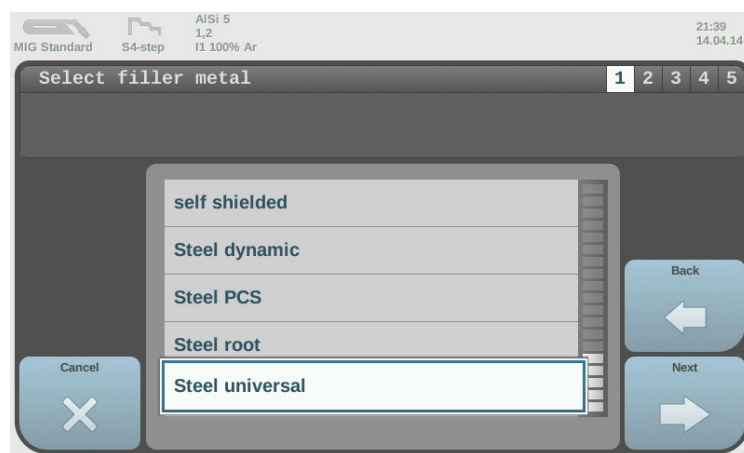 AlSi 5
1,2
I1 100% Ar
MIG Standard
S4-step
21:39
14.04.14
Select filler metal
1 2 3 4 5
self shielded
Steel dynamic
Steel PCS
Steel root
Steel universal
Back
Cancel
Next